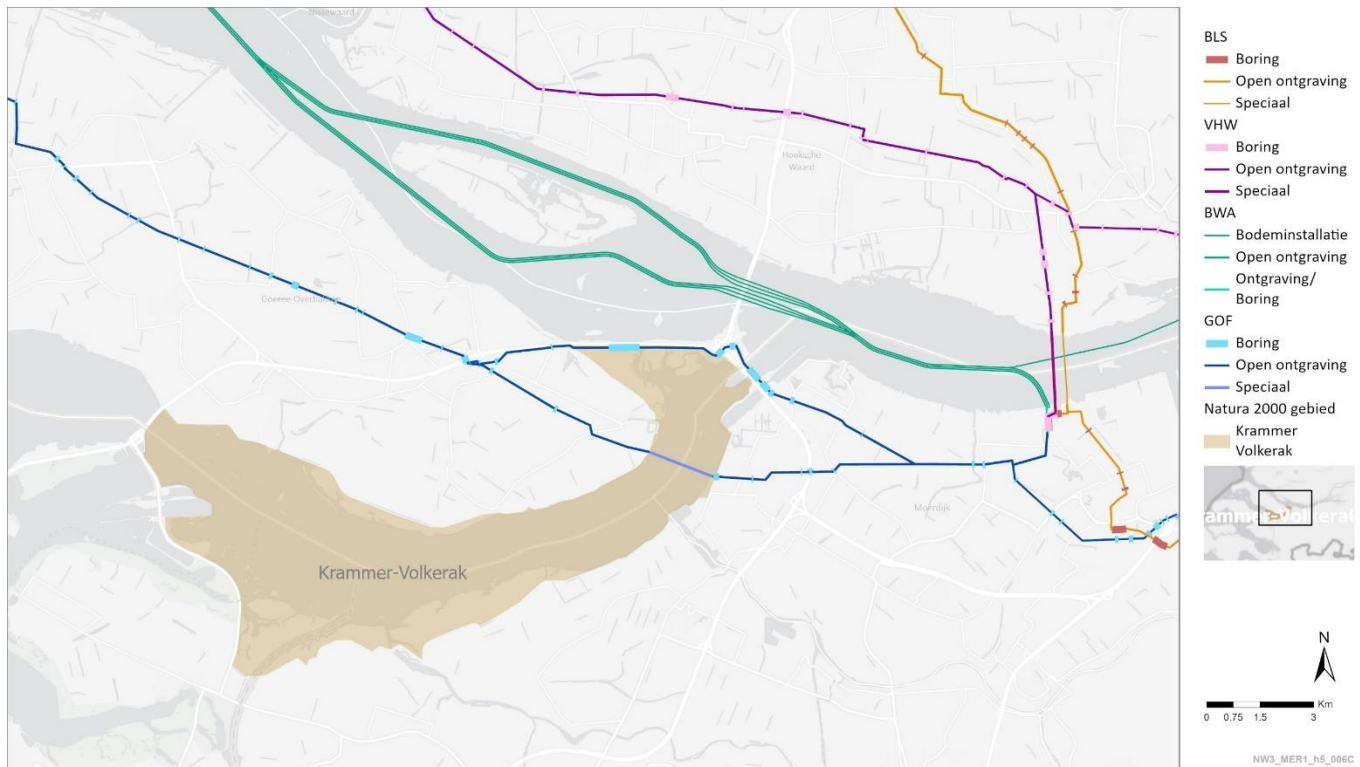 Hoeksche
Waard
Goeree-Overflakkee
Moerdijk
Krammer-Volkerak
BLS
Boring
Open ontgraving
Speciaal
VHW
Boring
Open ontgraving
Speciaal
BWA
Bodeminstallatie
Open ontgraving
Ontgraving/
Boring
GOF
Boring
Open ontgraving
Speciaal
Natura 2000 gebied
Krammer
Volkerak
ammer-Volkerak
N
Km
0 0.75 1.5 3
NW3_MER1_h5_006C